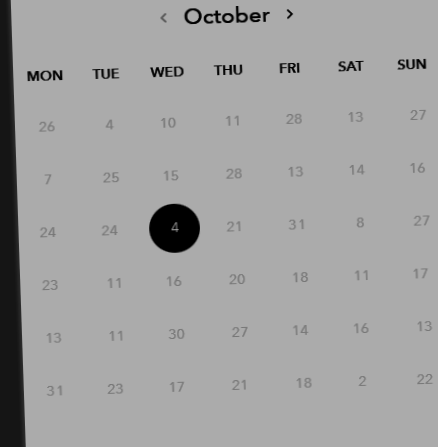 ‹ October ›
MON TUE WED THU FRI SAT SUN
26 4 10 11 28 13 27
7 25 15 28 13 14 16
24 24 4 21 31 8 27
23 11 16 20 18 11 17
13 11 30 27 14 16 13
31 23 17 21 18 2 22